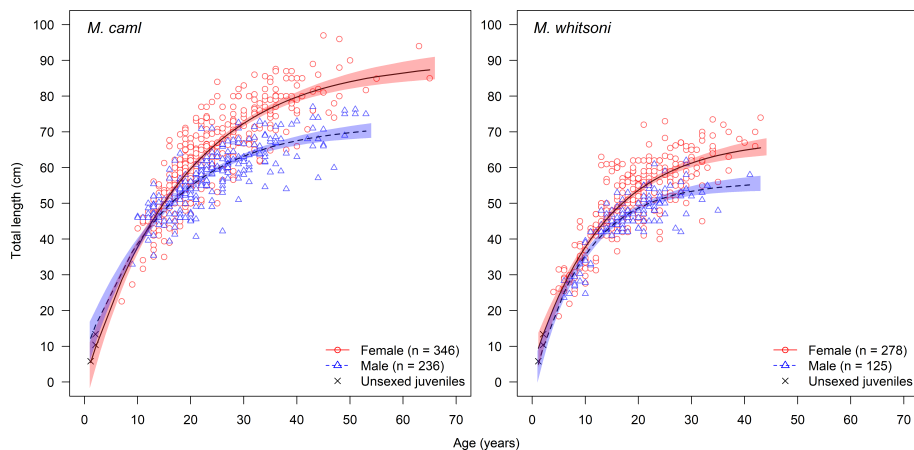 M. caml
100
90
80
70
60
50
40
30
20
10
0
0 10 20 30 40 50 60 70
Female (n = 346)
Male (n = 236)
Unsexed juveniles
M. whitsoni
100
90
80
70
60
50
40
30
20
10
0
0 10 20 30 40 50 60 70
Female (n = 278)
Male (n = 125)
Unsexed juveniles
Total length (cm)
Age (years)